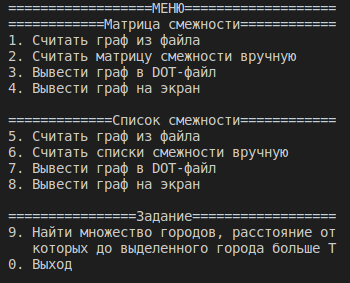 ==================МЕНЮ===================
============Матрица смежности============
1. Считать граф из файла
2. Считать матрицу смежности вручную
3. Вывести граф в DOT-файл
4. Вывести граф на экран
=============Список смежности============
5. Считать граф из файла
6. Считать списки смежности вручную
7. Вывести граф в DOT-файл
8. Вывести граф на экран
================Задание==================
9. Найти множество городов, расстояние от
которых до выделенного города больше T
0. Выход